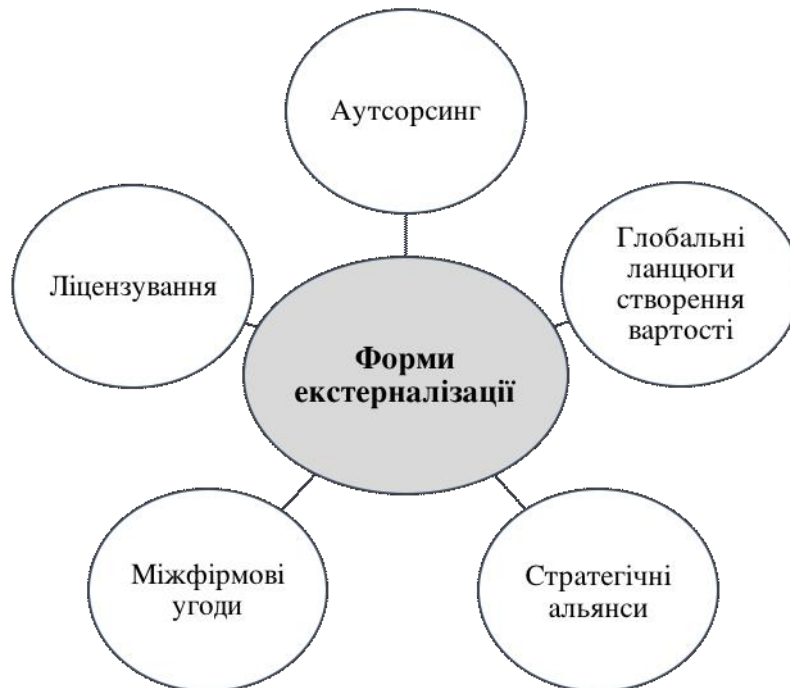 Аутсорсинг
Глобальні
ланцюги
створення
вартості
Ліцензування
Форми
екстерналізації
Міжфірмові
угоди
Стратегічні
альянси